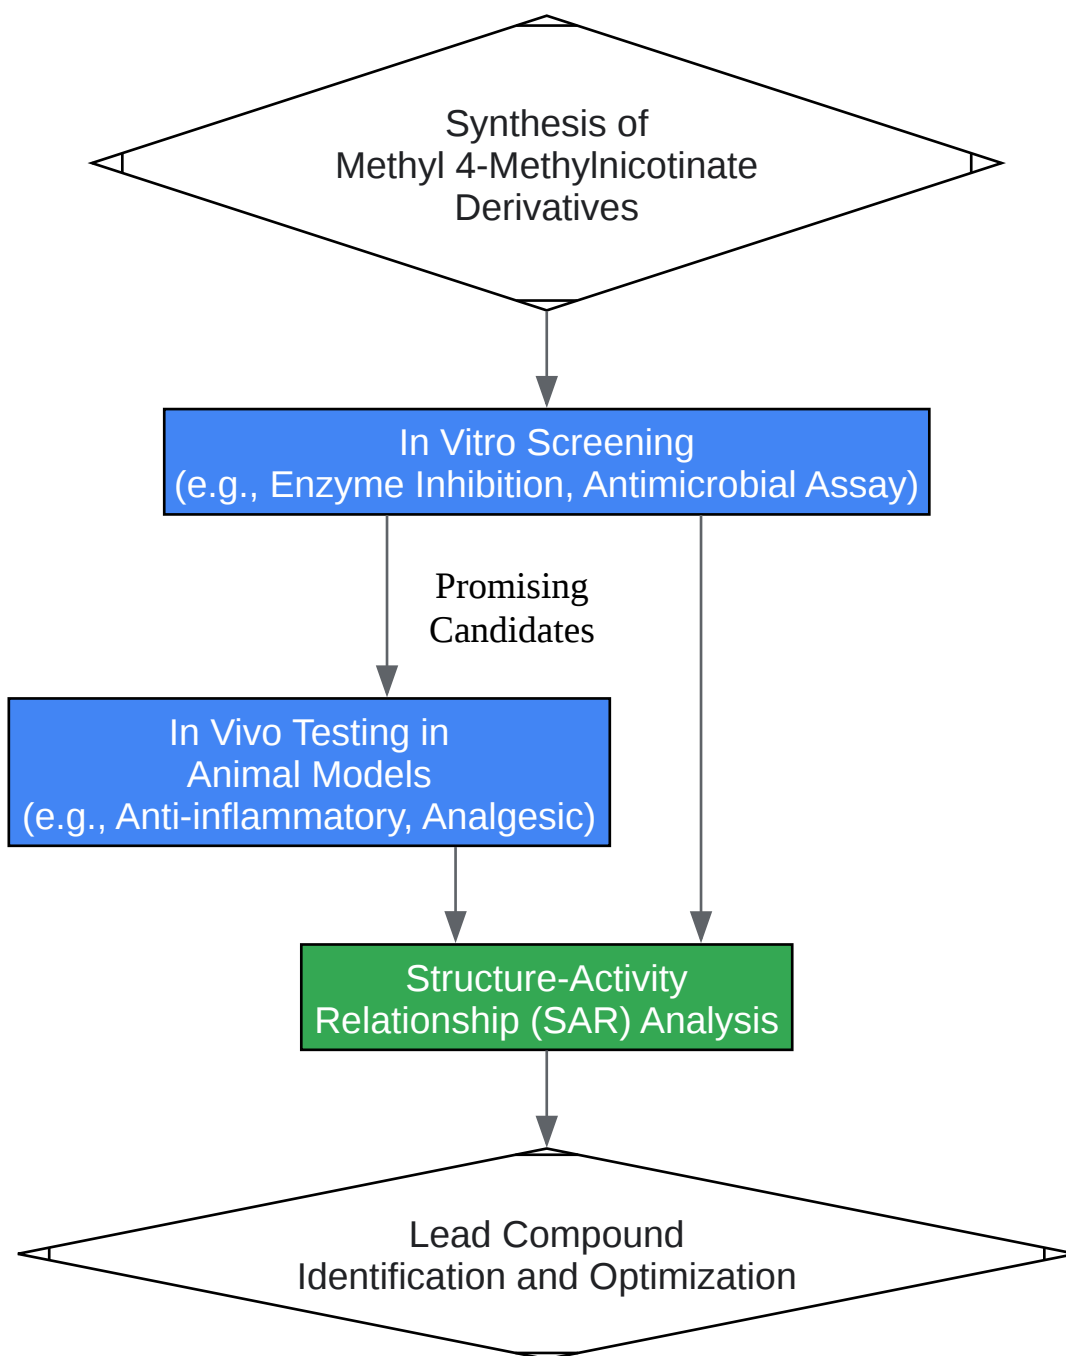 Synthesis of
Methyl 4-Methylnicotinate
Derivatives
In Vitro Screening
(e.g., Enzyme Inhibition, Antimicrobial Assay)
Promising
Candidates
In Vivo Testing in
Animal Models
(e.g., Anti-inflammatory, Analgesic)
Structure-Activity
Relationship (SAR) Analysis
Lead Compound
Identification and Optimization